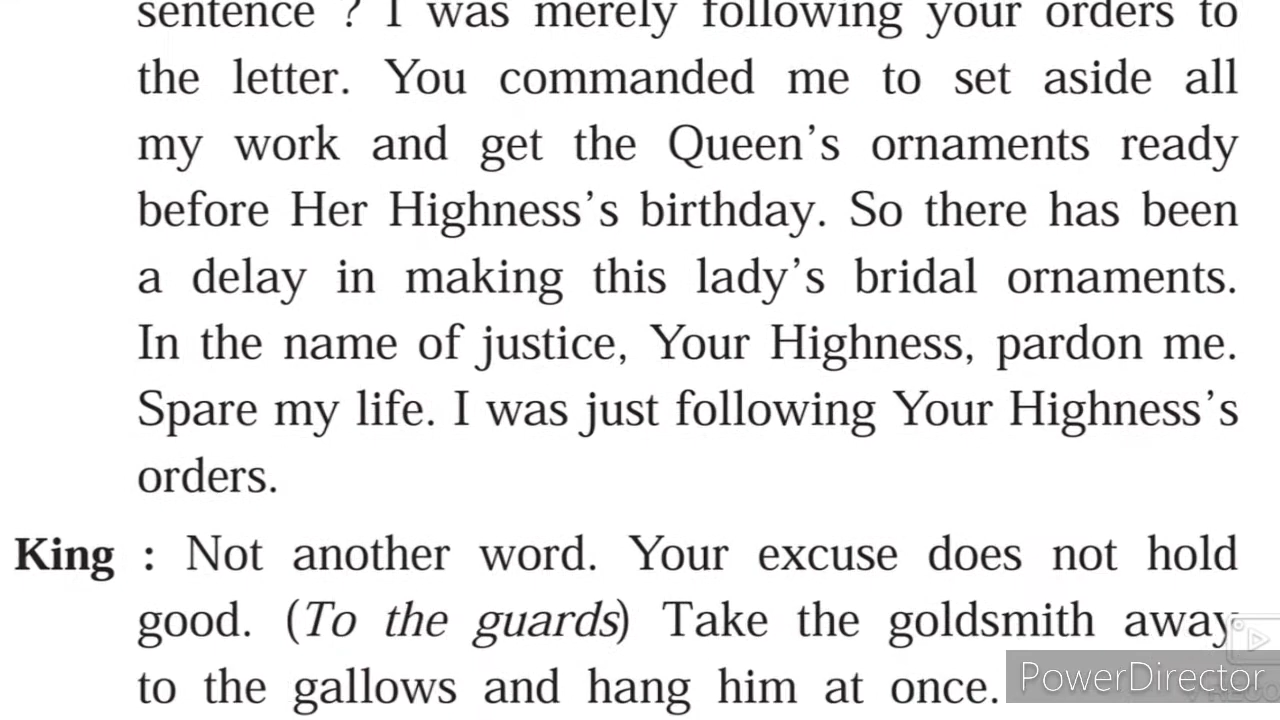 sentence ? I was merely following your orders to
the letter. You commanded me to set aside all
my work and get the Queen’s ornaments ready
before Her Highness’s birthday. So there has been
a delay in making this lady’s bridal ornaments.
In the name of justice, Your Highness, pardon me.
Spare my life. I was just following Your Highness’s
orders.
King : Not another word. Your excuse does not hold
good. (To the guards) Take the goldsmith away
to the gallows and hang him at once.
PowerDirector